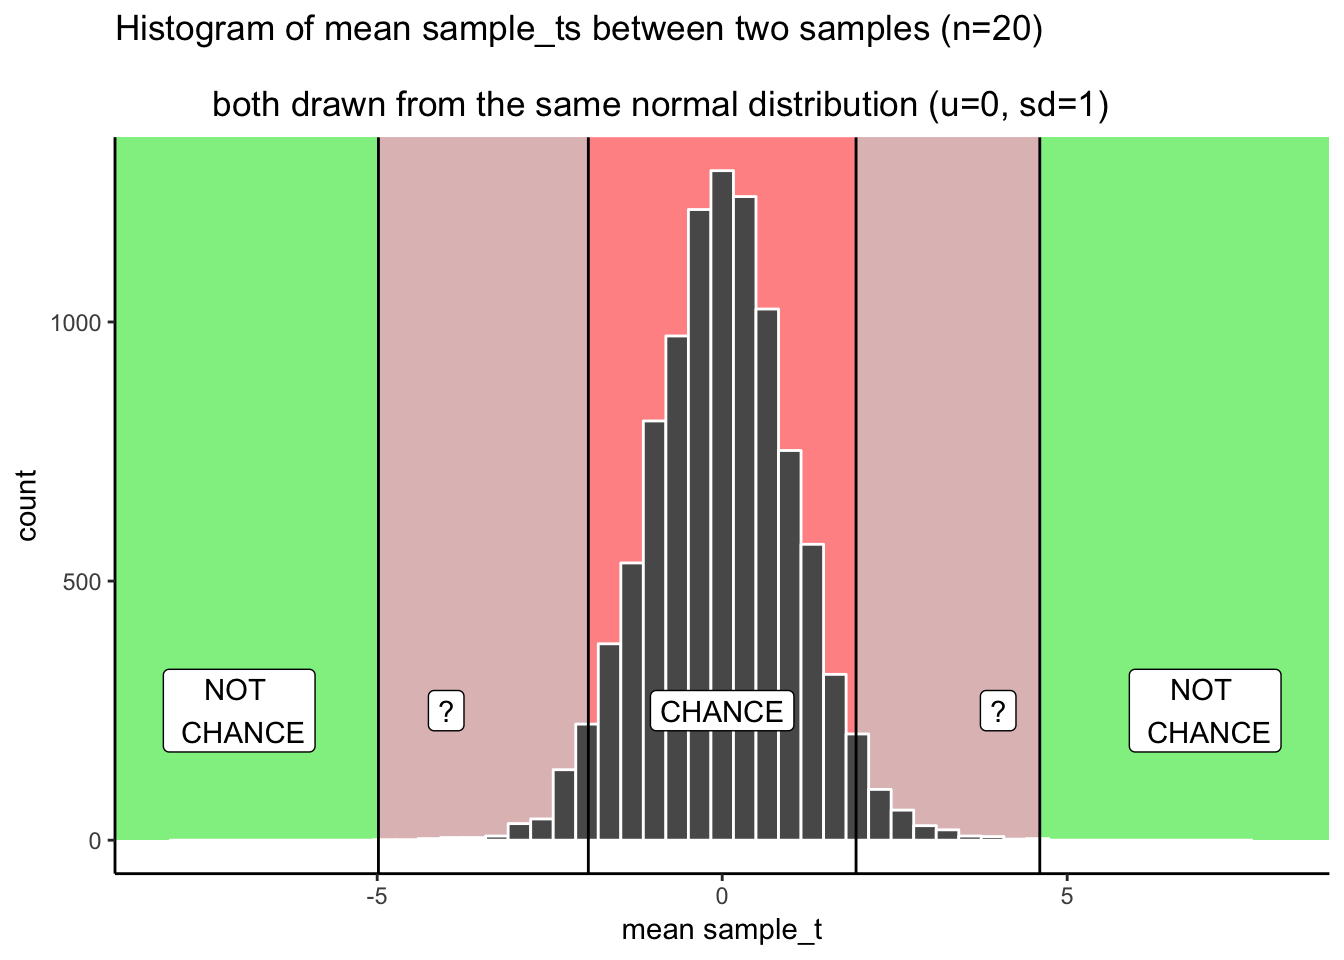 Histogram of mean sample_ts between two samples (n=20)
both drawn from the same normal distribution (u=0, sd=1)
count
1000
500
0
NOT
CHANCE
?
CHANCE
?
NOT
CHANCE
-5
0
5
mean sample_t